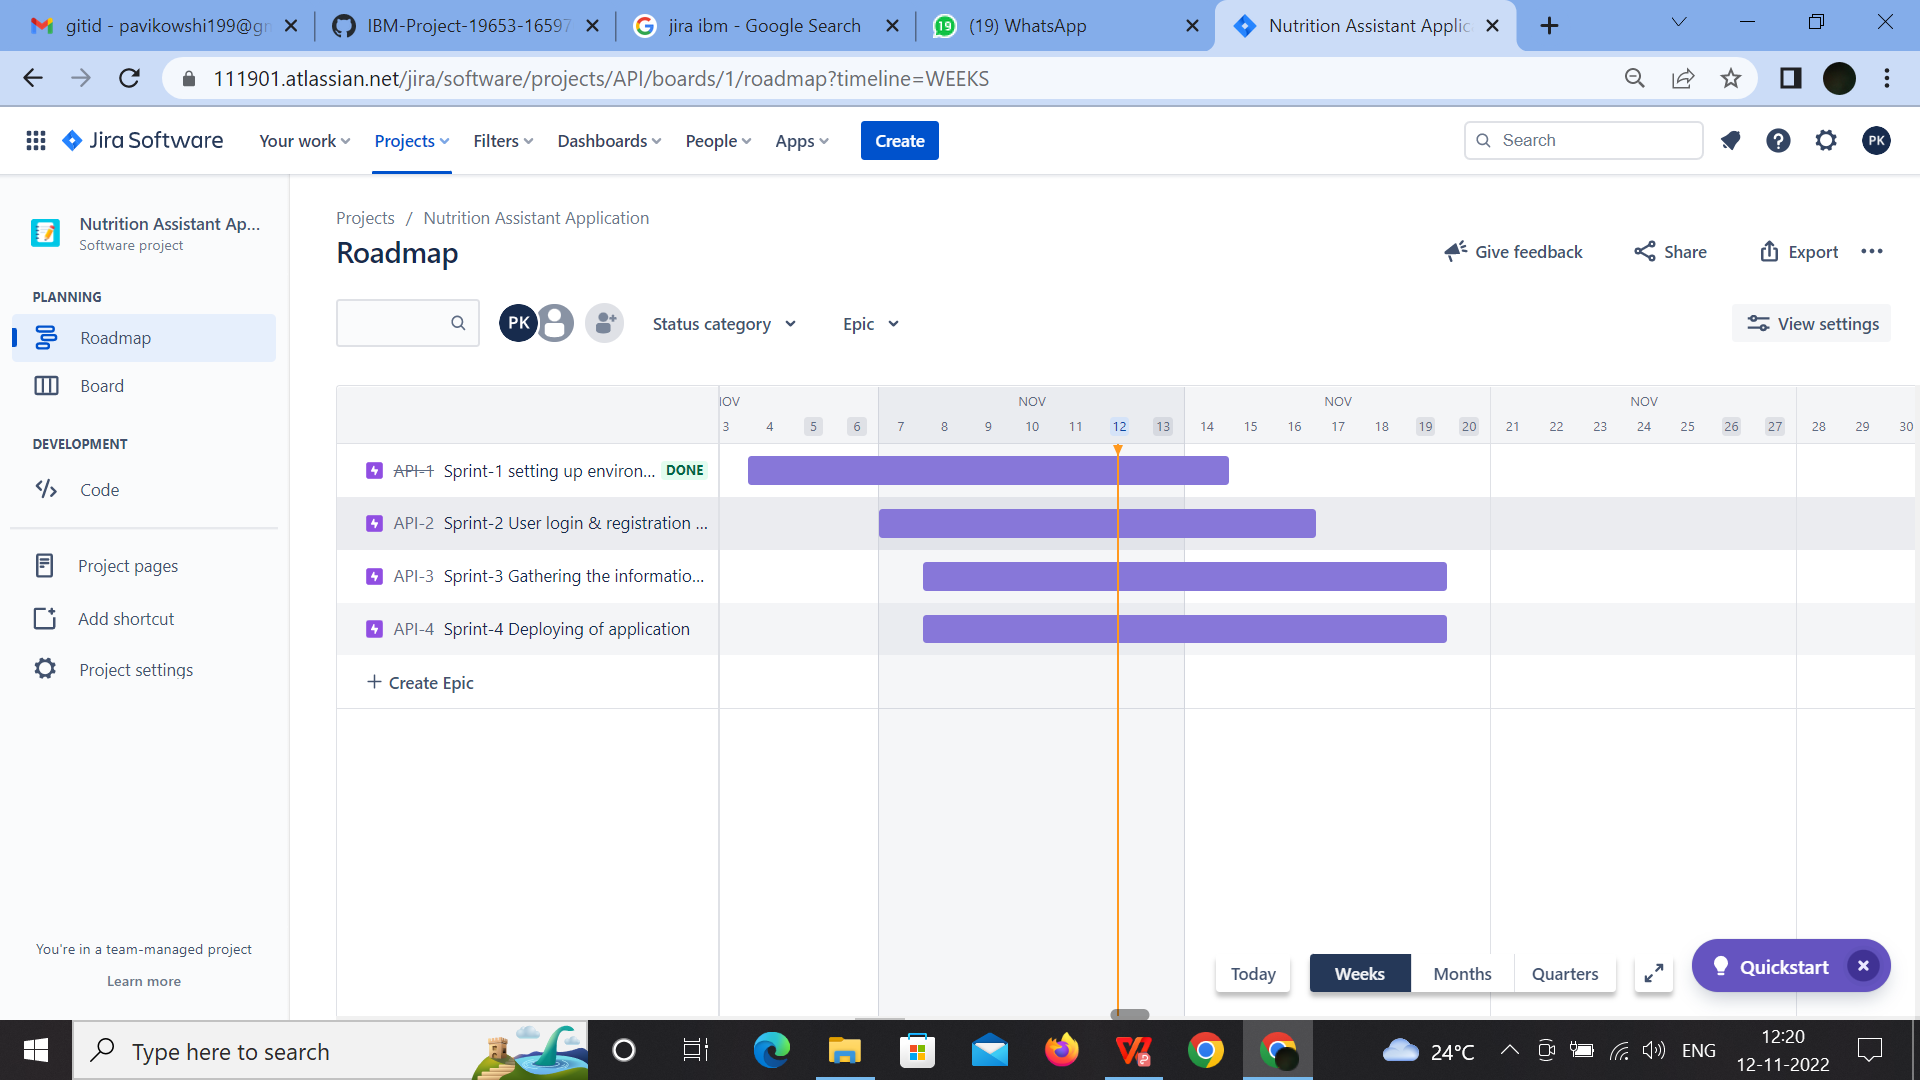 gitid - pavikowshi199@gm
IBM-Project-19653-16597
jira ibm - Google Search
19
(19) WhatsApp
Nutrition Assistant Applic
111901.atlassian.net/jira/software/projects/API/boards/1/roadmap?timeline=WEEKS
Jira Software
Your work
Projects
Filters
Dashboards
People
Apps
Create
Search
PK
Nutrition Assistant Ap...
Software project
PLANNING
Roadmap
Board
DEVELOPMENT
Code
Project pages
Add shortcut
Project settings
You're in a team-managed project
Learn more
Projects / Nutrition Assistant Application
Roadmap
Give feedback
Share
Export
PK
Status category
Epic
View settings
NOV NOV NOV
3 4 5 6 7 8 9 10 11 12 13 14 15 16 17 18 19 20 21 22 23 24 25 26 27 28 29 30
API-1 Sprint-1 setting up environ... DONE
API-2 Sprint-2 User login & registration ...
API-3 Sprint-3 Gathering the informatio...
API-4 Sprint-4 Deploying of application
+ Create Epic
Today
Weeks
Months
Quarters
Quickstart
Type here to search
24°C
ENG
12:20
12-11-2022